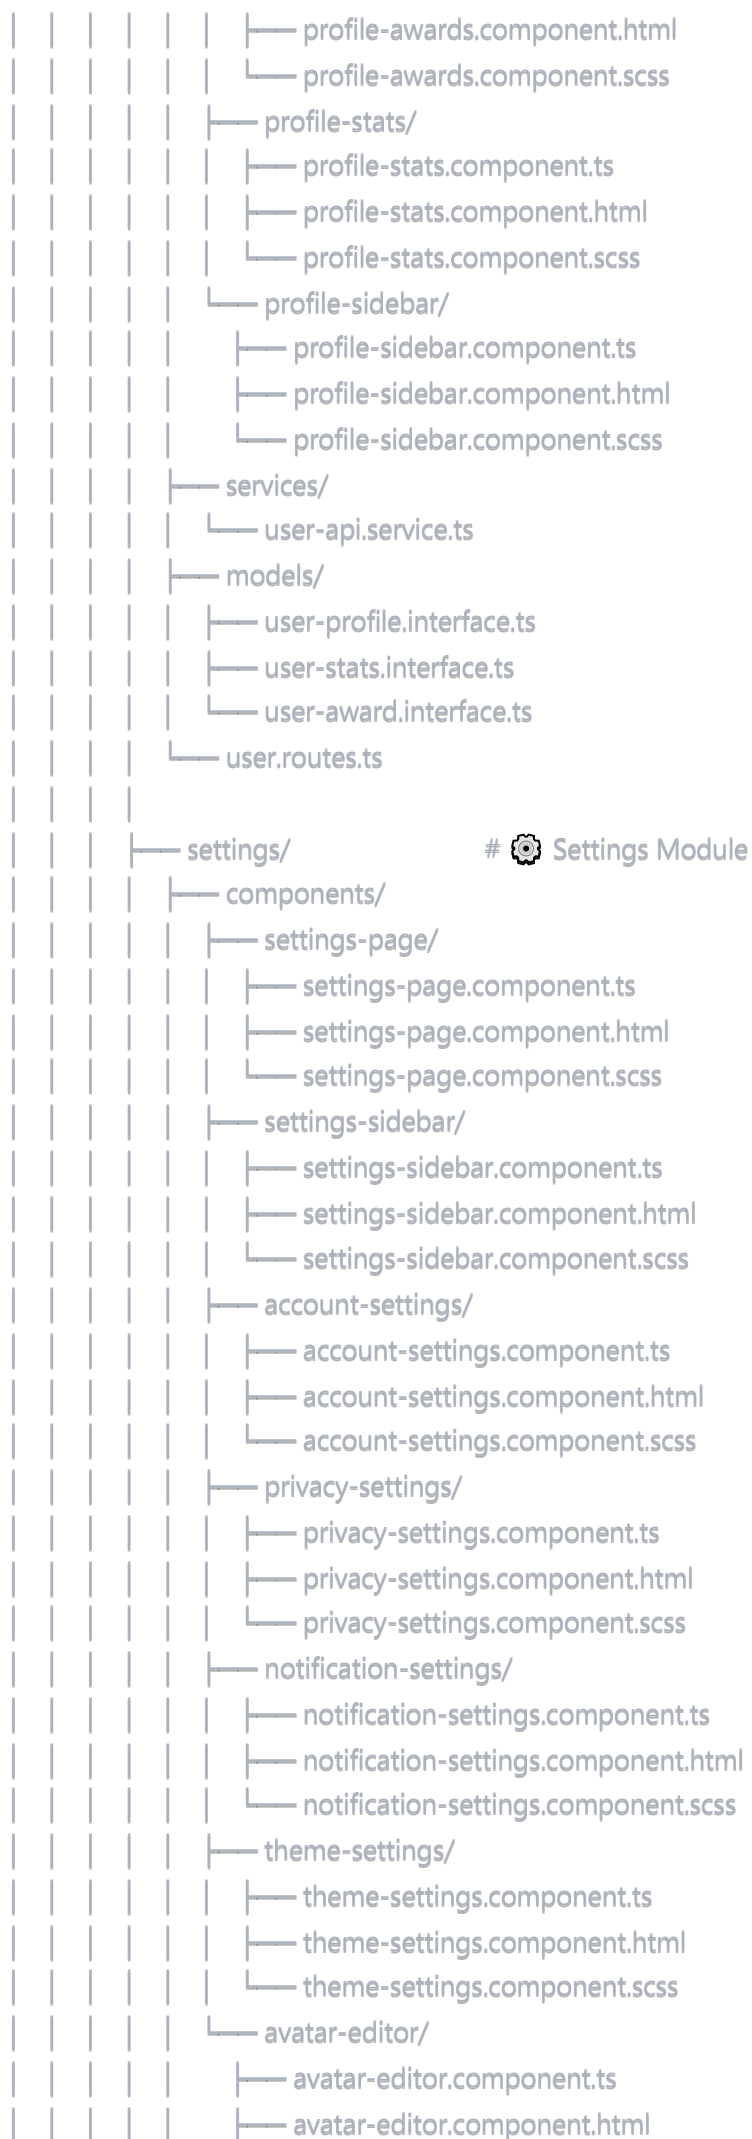 │   │   │   │   │   │   ├── profile-awards.component.html
│   │   │   │   │   │   └── profile-awards.component.scss
│   │   │   │   │   ├── profile-stats/
│   │   │   │   │   │   ├── profile-stats.component.ts
│   │   │   │   │   │   ├── profile-stats.component.html
│   │   │   │   │   │   └── profile-stats.component.scss
│   │   │   │   │   └── profile-sidebar/
│   │   │   │   │       ├── profile-sidebar.component.ts
│   │   │   │   │       ├── profile-sidebar.component.html
│   │   │   │   │       └── profile-sidebar.component.scss
│   │   │   │   ├── services/
│   │   │   │   │   └── user-api.service.ts
│   │   │   │   ├── models/
│   │   │   │   │   ├── user-profile.interface.ts
│   │   │   │   │   ├── user-stats.interface.ts
│   │   │   │   │   └── user-award.interface.ts
│   │   │   │   └── user.routes.ts
│   │   │   │
│   │   │   ├── settings/                    # ⚙️ Settings Module
│   │   │   │   ├── components/
│   │   │   │   │   ├── settings-page/
│   │   │   │   │   │   ├── settings-page.component.ts
│   │   │   │   │   │   ├── settings-page.component.html
│   │   │   │   │   │   └── settings-page.component.scss
│   │   │   │   │   ├── settings-sidebar/
│   │   │   │   │   │   ├── settings-sidebar.component.ts
│   │   │   │   │   │   ├── settings-sidebar.component.html
│   │   │   │   │   │   └── settings-sidebar.component.scss
│   │   │   │   │   ├── account-settings/
│   │   │   │   │   │   ├── account-settings.component.ts
│   │   │   │   │   │   ├── account-settings.component.html
│   │   │   │   │   │   └── account-settings.component.scss
│   │   │   │   │   ├── privacy-settings/
│   │   │   │   │   │   ├── privacy-settings.component.ts
│   │   │   │   │   │   ├── privacy-settings.component.html
│   │   │   │   │   │   └── privacy-settings.component.scss
│   │   │   │   │   ├── notification-settings/
│   │   │   │   │   │   ├── notification-settings.component.ts
│   │   │   │   │   │   ├── notification-settings.component.html
│   │   │   │   │   │   └── notification-settings.component.scss
│   │   │   │   │   ├── theme-settings/
│   │   │   │   │   │   ├── theme-settings.component.ts
│   │   │   │   │   │   ├── theme-settings.component.html
│   │   │   │   │   │   └── theme-settings.component.scss
│   │   │   │   │   └── avatar-editor/
│   │   │   │   │       ├── avatar-editor.component.ts
│   │   │   │   │       ├── avatar-editor.component.html